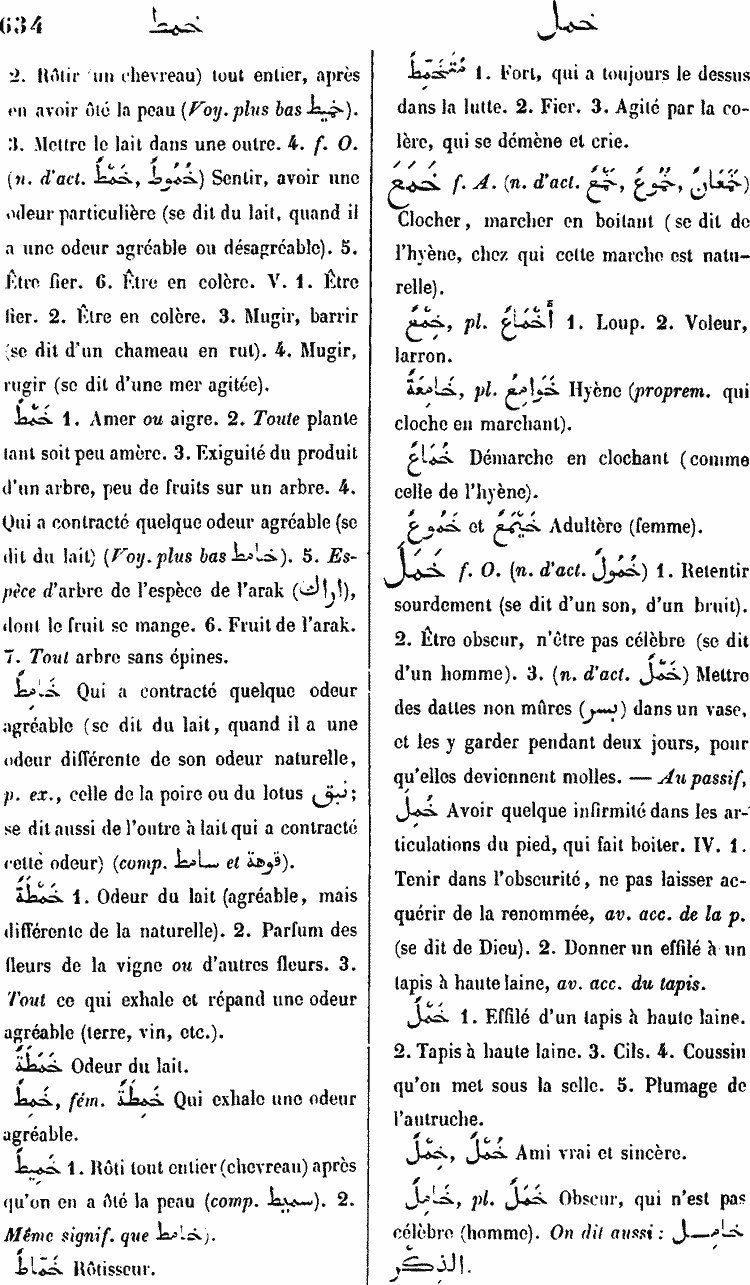 634
خمط
خمل
2. Rôtir (un chevreau) tout entier, après
en avoir ôté la peau (Voy. plus bas خميط).
3. Mettre le lait dans une outre. 4. f. O.
(n. d'act. خَمْطٌ, خُمُوطٌ) Sentir, avoir une
odeur particulière (se dit du lait, quand il
a une odeur agréable ou désagréable). 5.
Être fier. 6. Être en colère. V. 1. Être
fier. 2. Être en colère. 3. Mugir, barrir
(se dit d'un chameau en rut). 4. Mugir,
rugir (se dit d'une mer agitée).
خَمْطٌ 1. Amer ou aigre. 2. Toute plante
tant soit peu amère. 3. Exiguité du produit
d'un arbre, peu de fruits sur un arbre. 4.
Qui a contracté quelque odeur agréable (se
dit du lait) (Voy. plus bas خامط). 5. Es-
pèce d'arbre de l'espèce de l'arak (اراك),
dont le fruit se mange. 6. Fruit de l'arak.
7. Tout arbre sans épines.
خَامِطٌ Qui a contracté quelque odeur
agréable (se dit du lait, quand il a une
odeur différente de son odeur naturelle,
p. ex., celle de la poire ou du lotus نبق;
se dit aussi de l'outre à lait qui a contracté
cette odeur) (comp. سامط et قوهة).
خَمْطَةٌ 1. Odeur du lait (agréable, mais
différente de la naturelle). 2. Parfum des
fleurs de la vigne ou d'autres fleurs. 3.
Tout ce qui exhale et répand une odeur
agréable (terre, vin, etc.).
خَمَطَةٌ Odeur du lait.
خَمِطٌ, fém. خَمِطَةٌ Qui exhale une odeur
agréable.
خَمِيطٌ 1. Rôti tout entier (chevreau) après
qu'on en a ôté la peau (comp. سميط). 2.
Même signif. que خامط).
خَمَّاطٌ Rôtisseur.
مُتَخَمِّطٌ 1. Fort, qui a toujours le dessus
dans la lutte. 2. Fier. 3. Agité par la co-
lère, qui se démène et crie.
خَمَعَ f. A. (n. d'act. خَمْعٌ, خُمُوعٌ, خَمَعَانٌ)
Clocher, marcher en boitant (se dit de
l'hyène, chez qui cette marche est natu-
relle).
خِمْعٌ, pl. أَخْمَاعٌ 1. Loup. 2. Voleur,
larron.
خَامِعَةٌ, pl. خَوَامِعُ Hyène (proprem. qui
cloche en marchant).
خُمَاعٌ Démarche en clochant (comme
celle de l'hyène).
خَمُوعٌ et خَيْمَعٌ Adultère (femme).
خَمَلَ f. O. (n. d'act. خُمُولٌ) 1. Retentir
sourdement (se dit d'un son, d'un bruit).
2. Être obscur, n'être pas célèbre (se dit
d'un homme). 3. (n. d'act. خَمْلٌ) Mettre
des dattes non mûres (بسر) dans un vase,
et les y garder pendant deux jours, pour
qu'elles deviennent molles. — Au passif,
خُمِلَ Avoir quelque infirmité dans les ar-
ticulations du pied, qui fait boiter. IV. 1.
Tenir dans l'obscurité, ne pas laisser ac-
quérir de la renommée, av. acc. de la p.
(se dit de Dieu). 2. Donner un effilé à un
tapis à haute laine, av. acc. du tapis.
خَمْلٌ 1. Effilé d'un tapis à haute laine.
2. Tapis à haute laine. 3. Cils. 4. Coussin
qu'on met sous la selle. 5. Plumage de
l'autruche.
خِمْلٌ, خُمْلٌ Ami vrai et sincère.
خَامِلٌ, pl. خَمَلٌ Obscur, qui n'est pas
célèbre (homme). On dit aussi : خامل
الذكر.